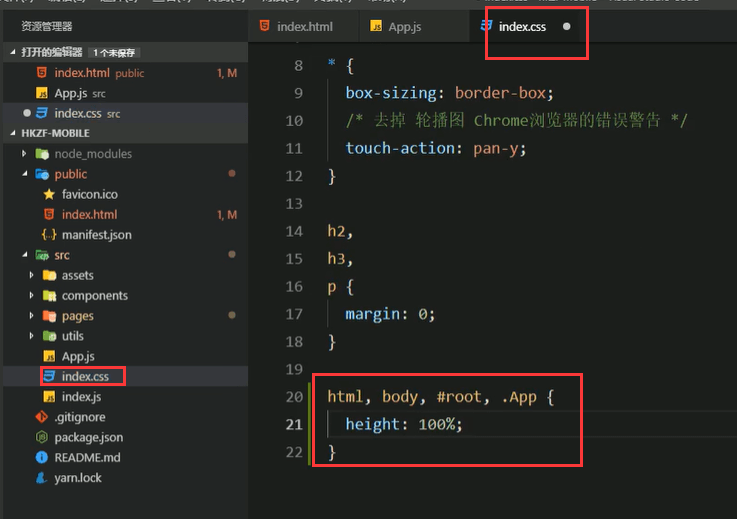 资源管理器
index.html
App.js
index.css
打开的编辑器 1 个未保存
index.html public 1, M
App.js src
index.css src
HKZF-MOBILE
node_modules
public
favicon.ico
index.html 1, M
manifest.json
src
assets
components
pages
utils
App.js
index.css
index.js
.gitignore
package.json
README.md
yarn.lock
8 * {
9 box-sizing: border-box;
10 /* 去掉 轮播图 Chrome浏览器的错误警告 */
11 touch-action: pan-y;
12 }
13
14 h2,
15 h3,
16 p {
17 margin: 0;
18 }
19
20 html, body, #root, .App {
21 height: 100%;
22 }